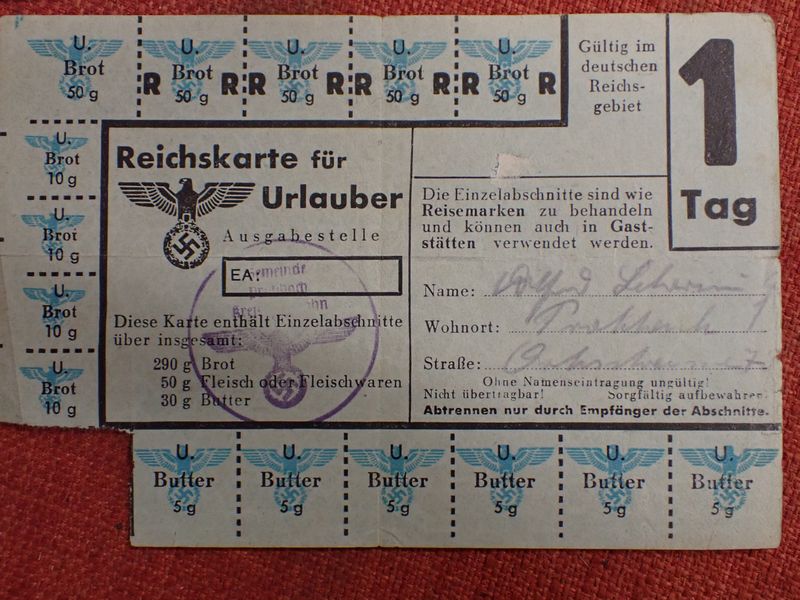 U. U. U. U. U.
Brot R Brot R R Brot R R Brot R R Brot R
50 g 50 g 50 g 50 g 50 g
Gültig im
deutschen
Reichs-
gebiet
1
Tag
U.
Brot
10 g
U.
Brot
10 g
U.
Brot
10 g
U.
Brot
10 g
Reichskarte für
Urlauber
Ausgabestelle
EA:
Gemeinde
Diese Karte enthält Einzelabschnitte
über insgesamt:
290 g Brot
50 g Fleisch oder Fleischwaren
30 g Butter
Die Einzelabschnitte sind wie
Reisemarken zu behandeln
und können auch in Gast-
stätten verwendet werden.
Name:
Wohnort:
Straße: 7
Ohne Namenseintragung ungültig!
Nicht übertragbar! Sorgfältig aufbewahren.
Abtrennen nur durch Empfänger der Abschnitte.
U. U. U. U. U. U.
Butter Butter Butter Butter Butter Butter
5 g 5 g 5 g 5 g 5 g 5 g